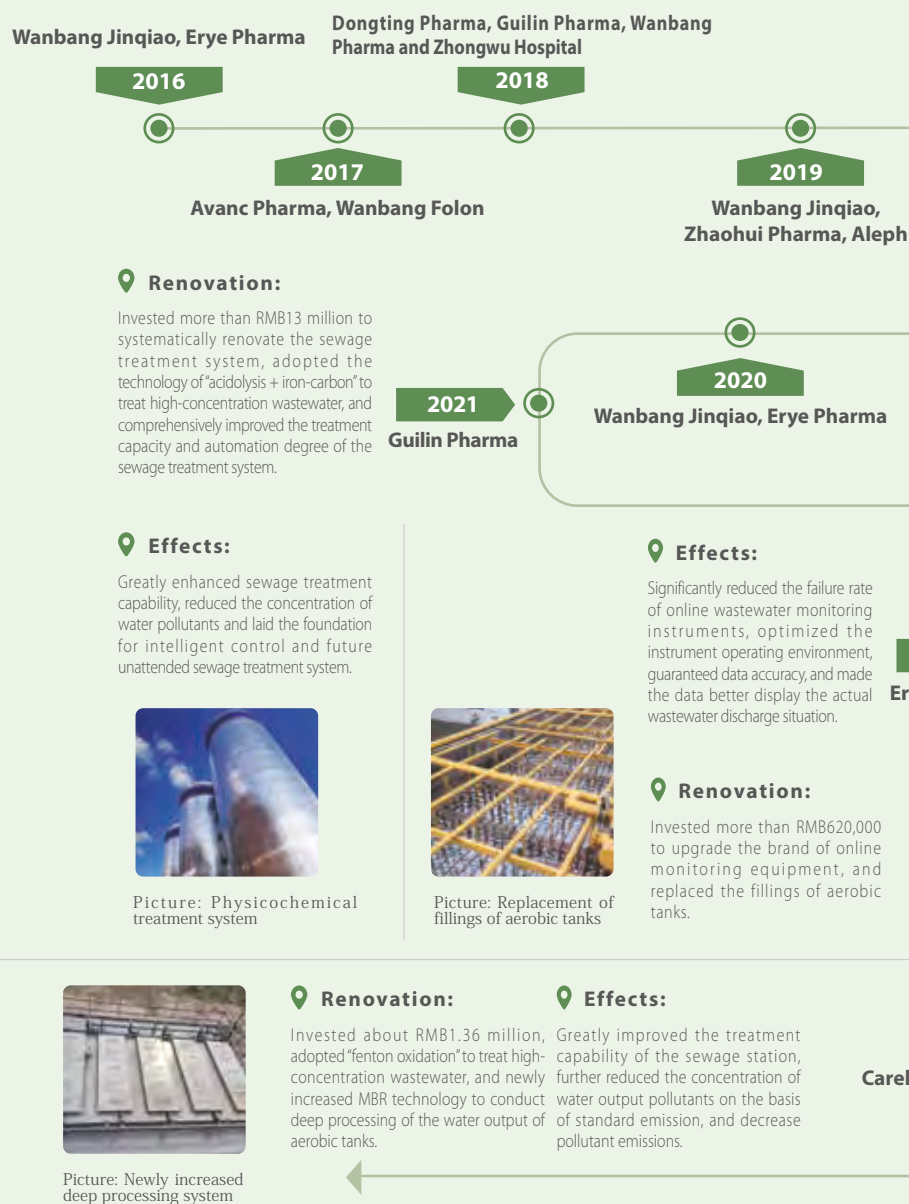 Wanbang Jinqiao, Erye Pharma
Dongting Pharma, Guilin Pharma, Wanbang
Pharma and Zhongwu Hospital
2016
2018
2017
2019
Avanc Pharma, Wanbang Folon
Wanbang Jinqiao,
Zhaohui Pharma, Aleph
Renovation:
Invested more than RMB13 million to
systematically renovate the sewage
treatment system, adopted the
technology of “acidolysis + iron-carbon” to
treat high-concentration wastewater, and
comprehensively improved the treatment
capacity and automation degree of the
sewage treatment system.
2021
Guilin Pharma
2020
Wanbang Jinqiao, Erye Pharma
Effects:
Greatly enhanced sewage treatment
capability, reduced the concentration of
water pollutants and laid the foundation
for intelligent control and future
unattended sewage treatment system.
Picture: Physicochemical
treatment system
Picture: Replacement of
fillings of aerobic tanks
Effects:
Significantly reduced the failure rate
of online wastewater monitoring
instruments, optimized the
instrument operating environment,
guaranteed data accuracy, and made
the data better display the actual
wastewater discharge situation.
Er
Renovation:
Invested more than RMB620,000
to upgrade the brand of online
monitoring equipment, and
replaced the fillings of aerobic
tanks.
Picture: Newly increased
deep processing system
Renovation:
Invested about RMB1.36 million,
adopted “fenton oxidation” to treat high-
concentration wastewater, and newly
increased MBR technology to conduct
deep processing of the water output of
aerobic tanks.
Effects:
Greatly improved the treatment
capability of the sewage station,
further reduced the concentration of
water output pollutants on the basis
of standard emission, and decrease
pollutant emissions.